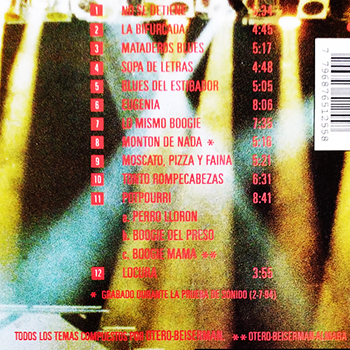 1 NO SE DETIENE
2 LA BIFURCADA 4:45
3 MATADEROS BLUES 5:17
4 SOPA DE LETRAS 4:48
5 BLUES DEL ESTIBADOR 5:05
6 EUGENIA 8:06
7 LO MISMO BOOGIE 7:35
8 MONTON DE NADA *
9 MOSCATO, PIZZA Y FAINA 5:21
10 TONTO ROMPECABEZAS 6:31
11 POTPOURRI 8:41
a. PERRO LLORON
b. BOOGIE DEL PRESO
c. BOOGIE MAMA **
12 LOCURA 3:55
* GRABADO DURANTE LA PRUEBA DE SONIDO (2-7-94)
TODOS LOS TEMAS COMPUESTOS POR OTERO-BEISERMAN. ** OTERO-BEISERMAN
7 796876 512558